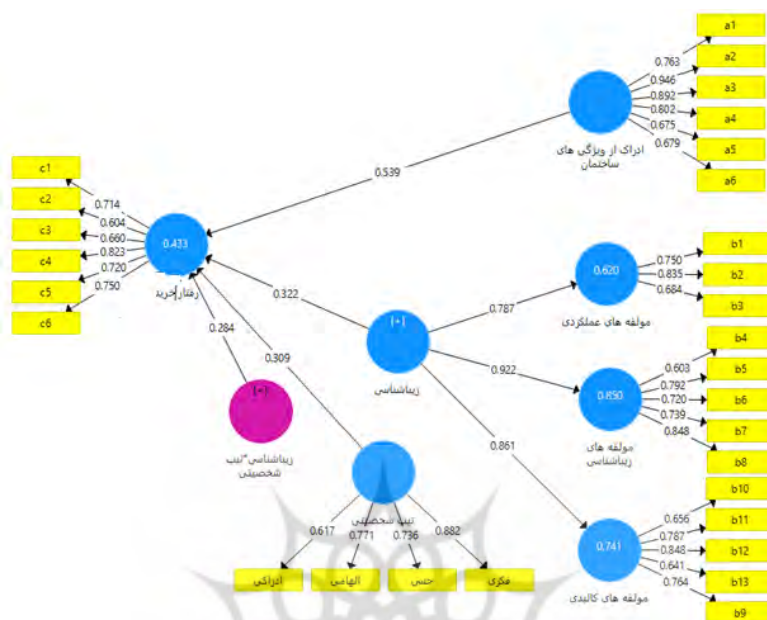 a1
a2
a3
a4
a5
a6
0.763
0.946
0.892
0.802
0.675
0.679
ادراک از ویژگی های
ساختمان
0.539
c1
c2
c3
c4
c5
c6
0.714
0.604
0.660
0.823
0.720
0.750
0.433
رفتار خرید
0.322
0.284
0.309
[+]
زیباشناسی
[+]
زیباشناسی*تیپ
شخصیتی
0.787
0.922
0.861
0.620
مولفه های عملکردی
0.750
0.835
0.684
b1
b2
b3
0.850
مولفه های
زیباشناسی
0.603
0.792
0.720
0.739
0.848
b4
b5
b6
b7
b8
0.741
مولفه های کالبدی
0.656
0.787
0.848
0.641
0.764
b10
b11
b12
b13
b9
تیپ شخصیتی
0.617
0.771
0.736
0.882
ادراکی
الهامی
حسی
فکری